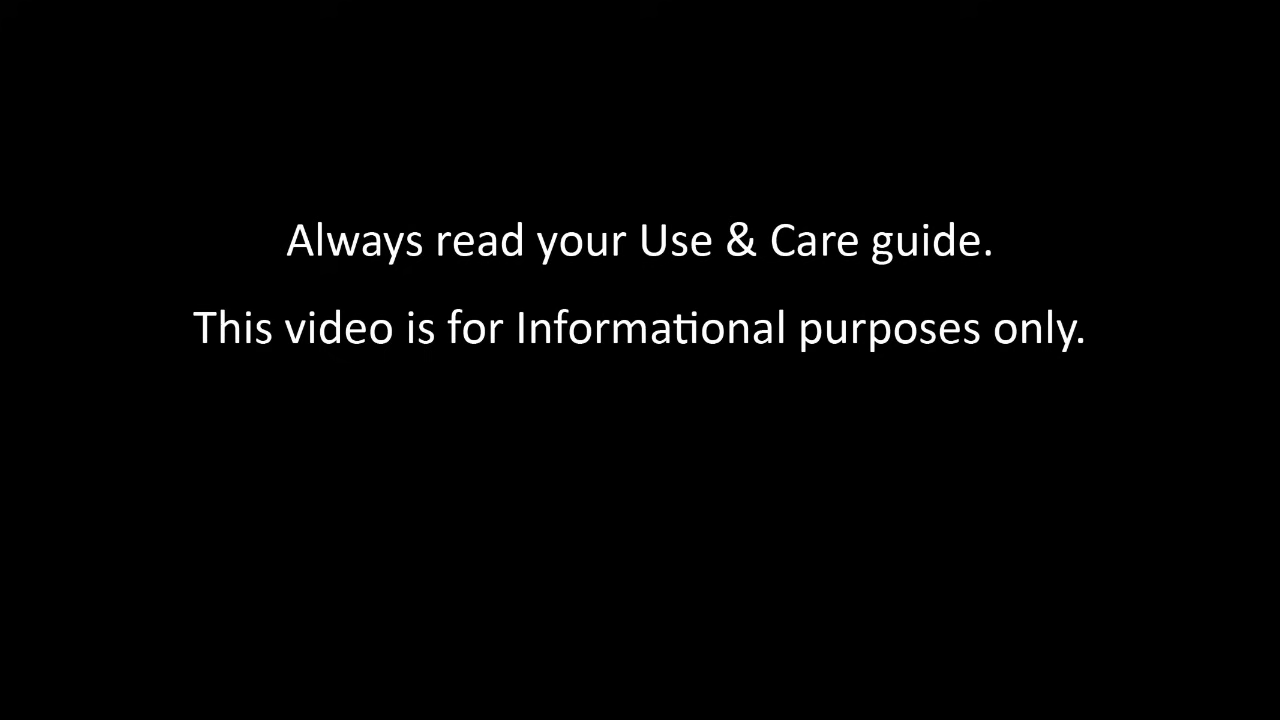 Always read your Use & Care guide.
This video is for Informational purposes only.